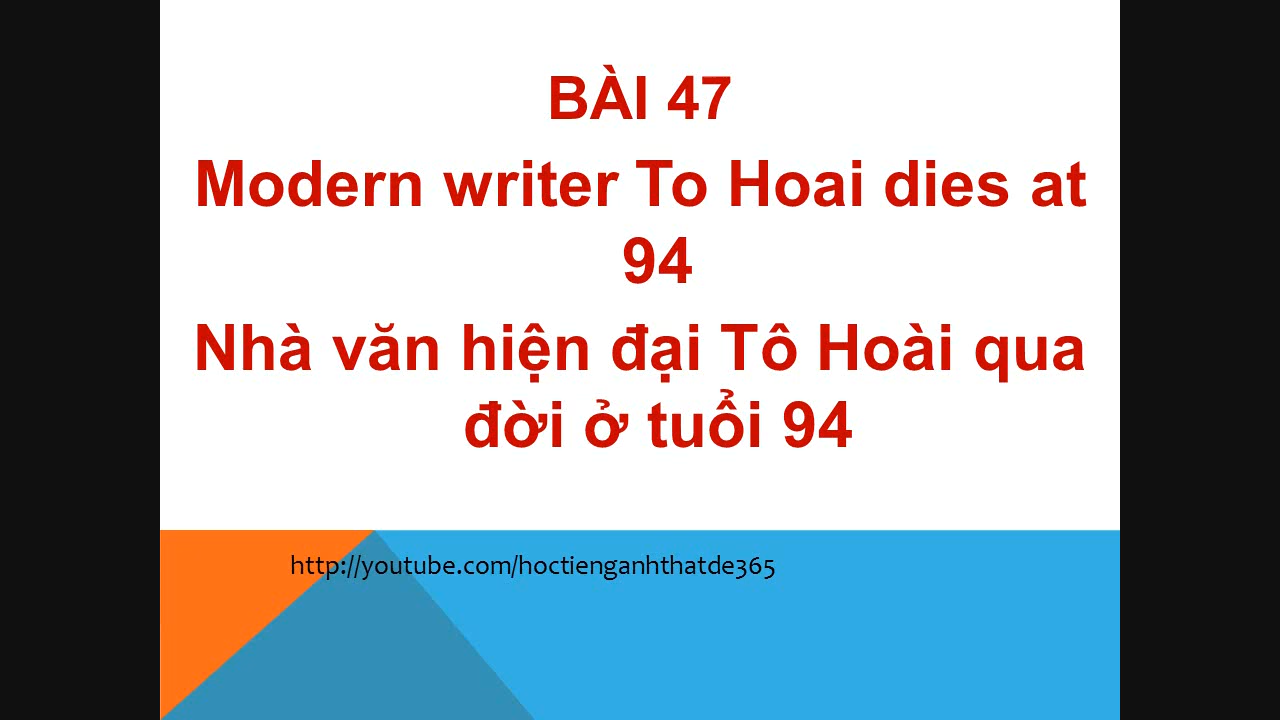 BÀI 47
Modern writer To Hoai dies at
94
Nhà văn hiện đại Tô Hoài qua
đời ở tuổi 94
http://youtube.com/hoctienganhthatde365